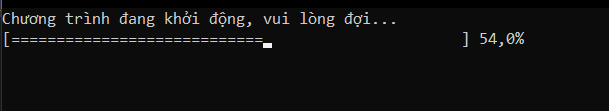 Chương trình đang khởi động, vui lòng đợi...
[============================                      ] 54,0%